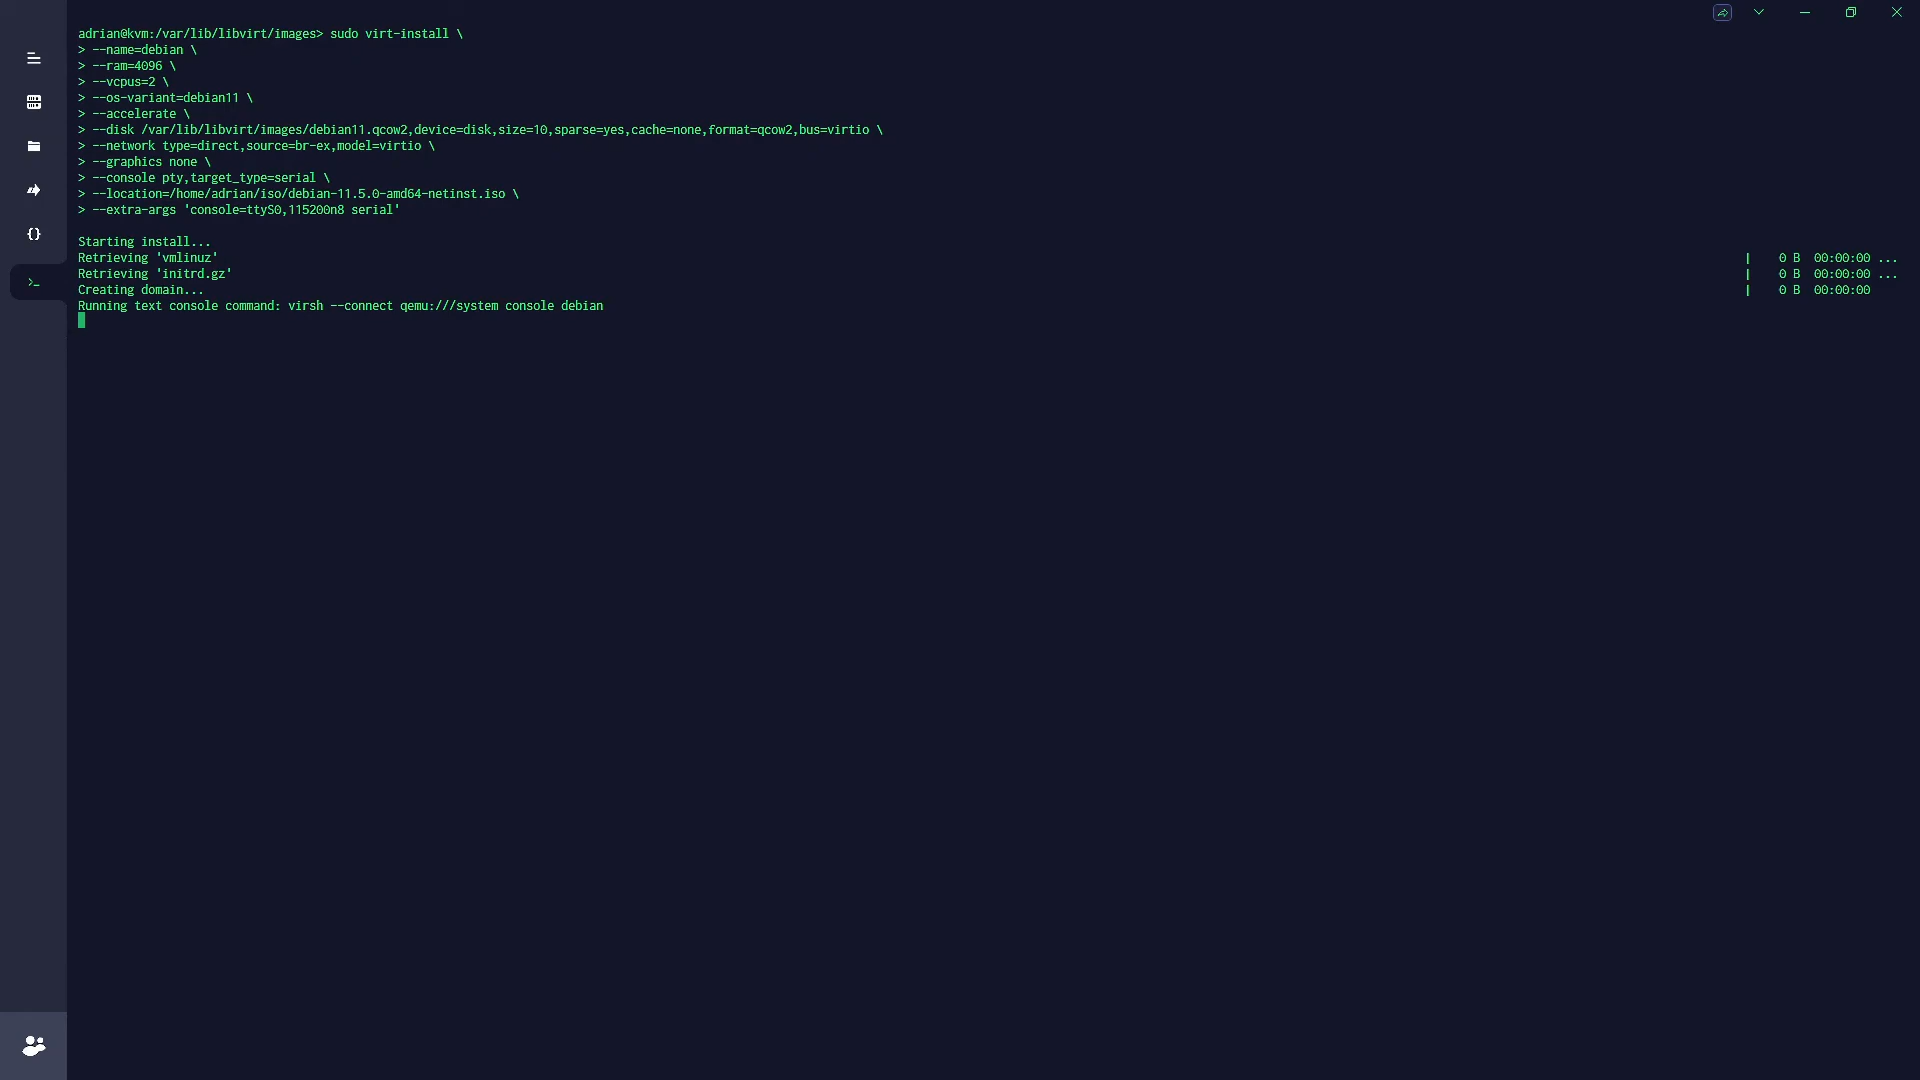 adrian@kvm:/var/lib/libvirt/images> sudo virt-install \
> --name=debian \
> --ram=4096 \
> --vcpus=2 \
> --os-variant=debian11 \
> --accelerate \
> --disk /var/lib/libvirt/images/debian11.qcow2,device=disk,size=10,sparse=yes,cache=none,format=qcow2,bus=virtio \
> --network type=direct,source=br-ex,model=virtio \
> --graphics none \
> --console pty,target_type=serial \
> --location=/home/adrian/iso/debian-11.5.0-amd64-netinst.iso \
> --extra-args 'console=ttyS0,115200n8 serial'

Starting install...
Retrieving 'vmlinuz' | 0 B 00:00:00 ...
Retrieving 'initrd.gz' | 0 B 00:00:00 ...
Creating domain... | 0 B 00:00:00
Running text console command: virsh --connect qemu:///system console debian